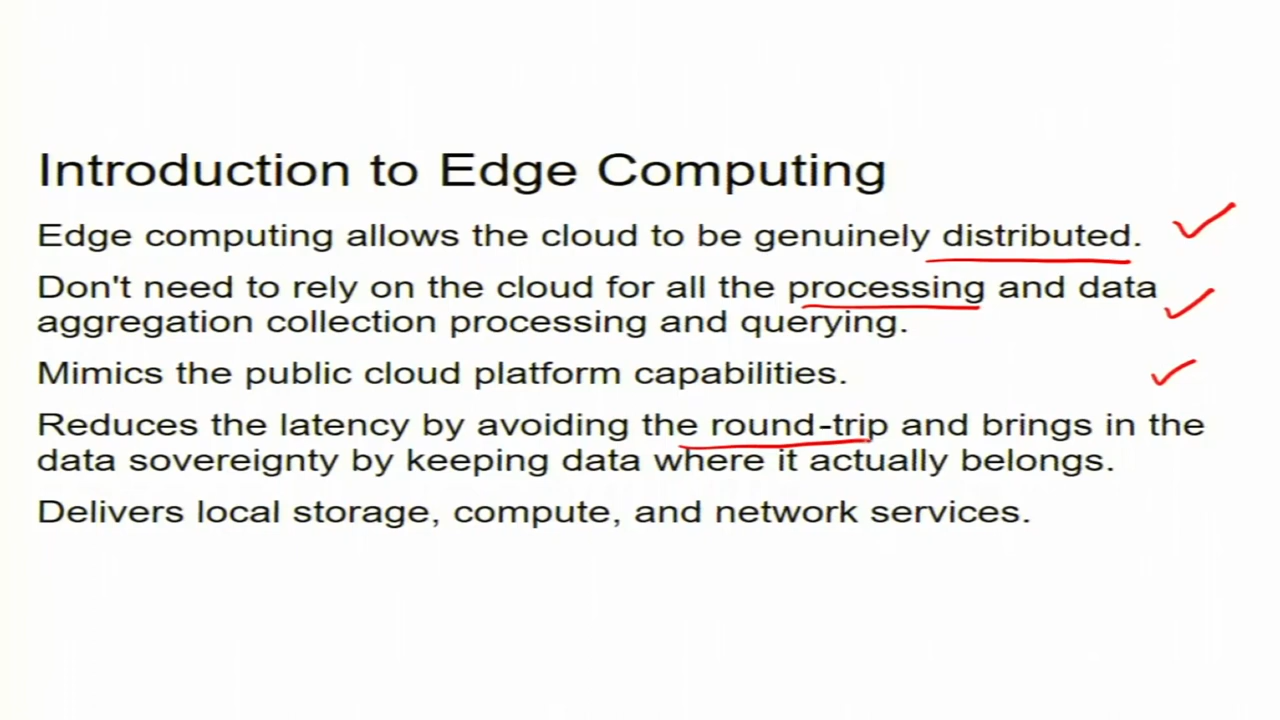 Introduction to Edge Computing
Edge computing allows the cloud to be genuinely distributed.
Don't need to rely on the cloud for all the processing and data
aggregation collection processing and querying.
Mimics the public cloud platform capabilities.
Reduces the latency by avoiding the round-trip and brings in the
data sovereignty by keeping data where it actually belongs.
Delivers local storage, compute, and network services.